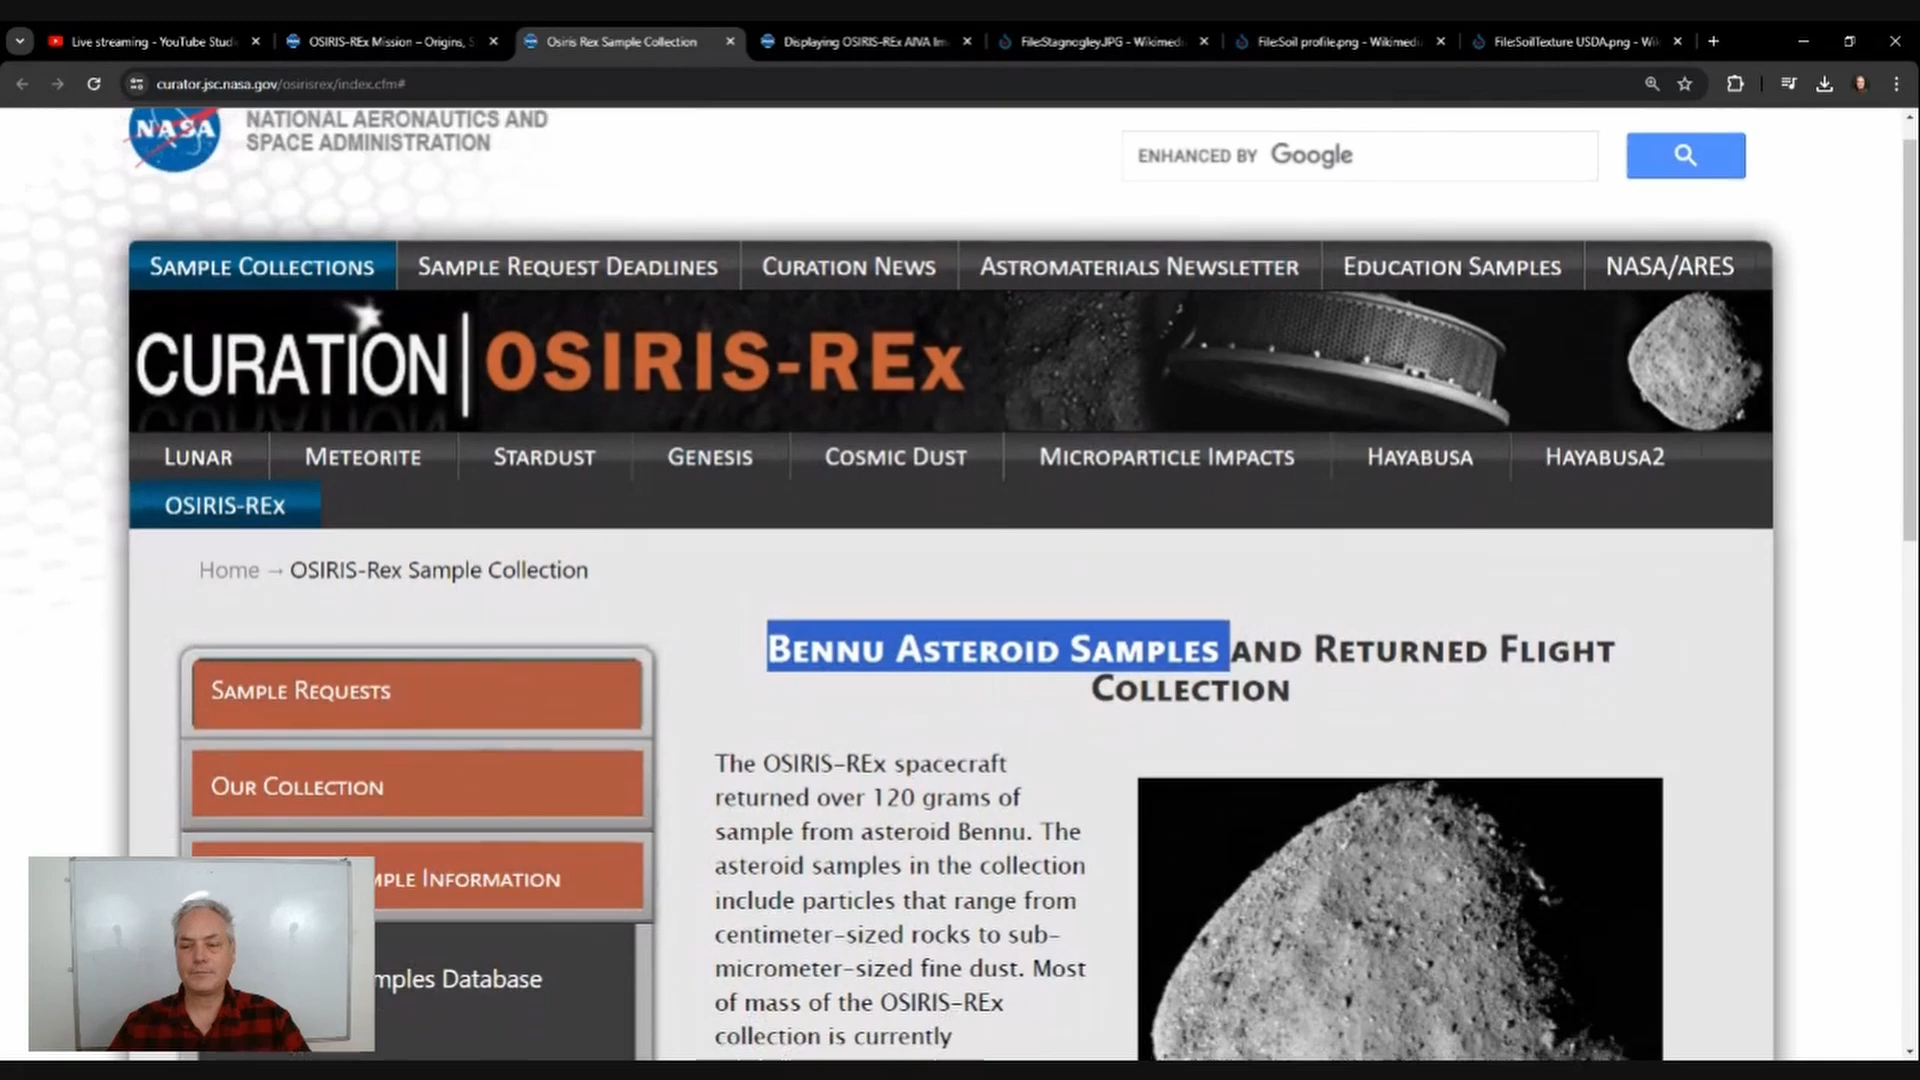 Live streaming - YouTube Stud
OSIRIS-REx Mission – Origins, S
Osiris Rex Sample Collection
Displaying OSIRIS-REx AIVA Im
File:Stagnogley.JPG - Wikimedi
File:Soil profile.png - Wikimedi
File:SoilTexture USDA.png - Wik
curator.jsc.nasa.gov/osirisrex/index.cfm#
NASA
NATIONAL AERONAUTICS AND
SPACE ADMINISTRATION
ENHANCED BY Google
SAMPLE COLLECTIONS
SAMPLE REQUEST DEADLINES
CURATION NEWS
ASTROMATERIALS NEWSLETTER
EDUCATION SAMPLES
NASA/ARES
CURATION | OSIRIS-REx
LUNAR
METEORITE
STARDUST
GENESIS
COSMIC DUST
MICROPARTICLE IMPACTS
HAYABUSA
HAYABUSA2
OSIRIS-REx
Home → OSIRIS-Rex Sample Collection
BENNU ASTEROID SAMPLES AND RETURNED FLIGHT
COLLECTION
SAMPLE REQUESTS
OUR COLLECTION
MPLE INFORMATION
mples Database
The OSIRIS-REx spacecraft
returned over 120 grams of
sample from asteroid Bennu. The
asteroid samples in the collection
include particles that range from
centimeter-sized rocks to sub-
micrometer-sized fine dust. Most
of mass of the OSIRIS-REx
collection is currently